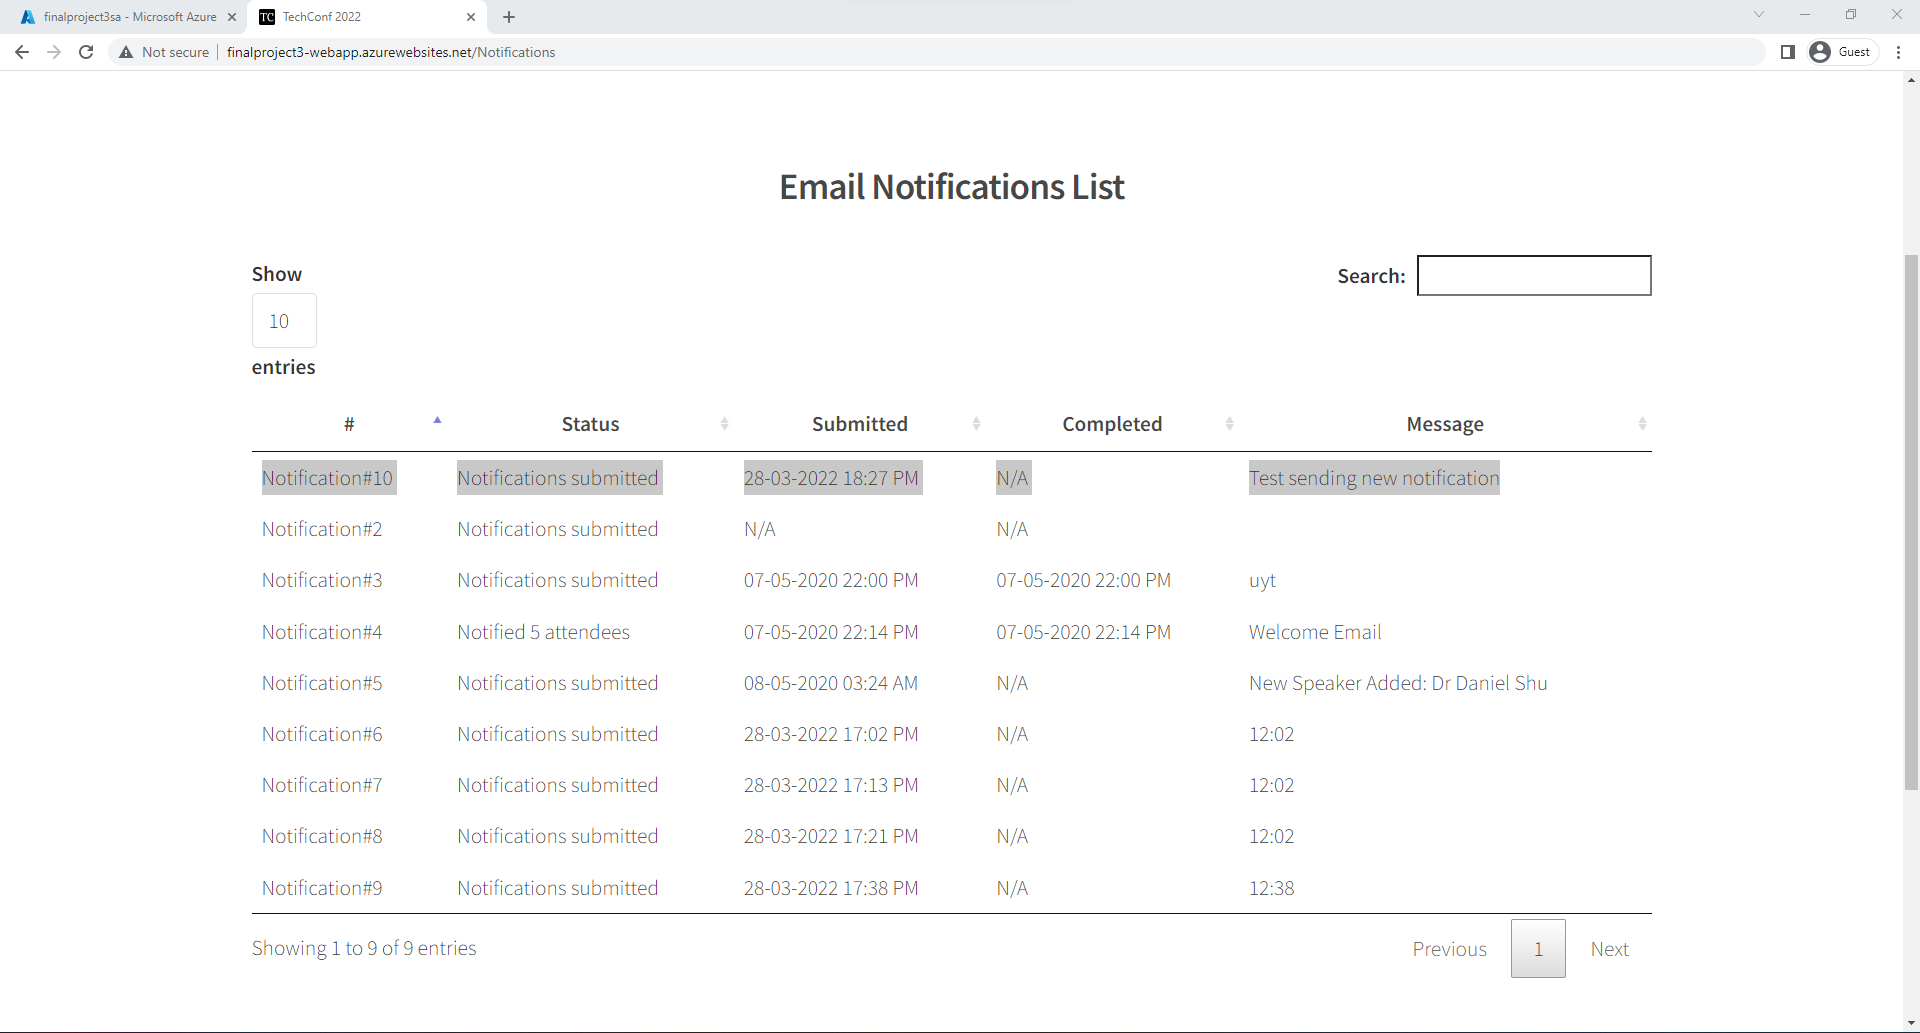 finalproject3sa - Microsoft Azure
TC TechConf 2022
Not secure finalproject3-webapp.azurewebsites.net/Notifications Guest
Email Notifications List
Show
Search:
10
entries
# Status Submitted Completed Message
Notification#10 Notifications submitted 28-03-2022 18:27 PM N/A Test sending new notification
Notification#2 Notifications submitted N/A N/A
Notification#3 Notifications submitted 07-05-2020 22:00 PM 07-05-2020 22:00 PM uyt
Notification#4 Notified 5 attendees 07-05-2020 22:14 PM 07-05-2020 22:14 PM Welcome Email
Notification#5 Notifications submitted 08-05-2020 03:24 AM N/A New Speaker Added: Dr Daniel Shu
Notification#6 Notifications submitted 28-03-2022 17:02 PM N/A 12:02
Notification#7 Notifications submitted 28-03-2022 17:13 PM N/A 12:02
Notification#8 Notifications submitted 28-03-2022 17:21 PM N/A 12:02
Notification#9 Notifications submitted 28-03-2022 17:38 PM N/A 12:38
Showing 1 to 9 of 9 entries Previous 1 Next